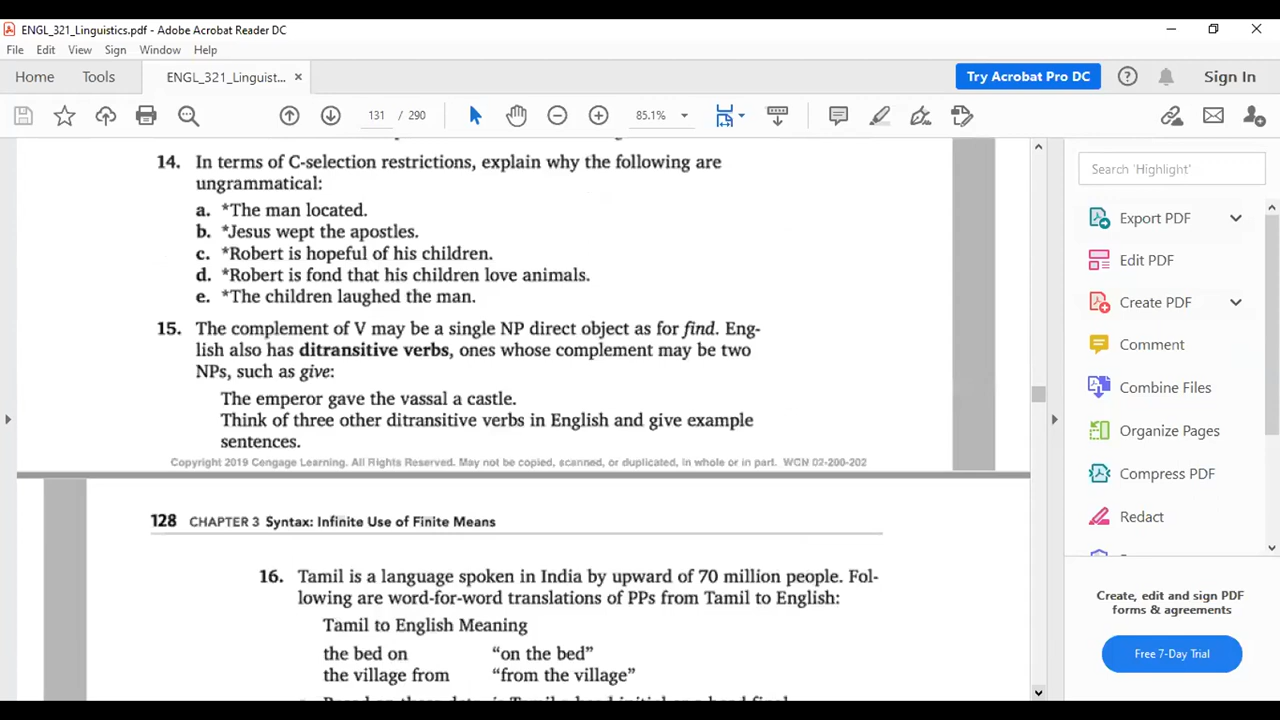 ENGL_321_Linguistics.pdf - Adobe Acrobat Reader DC
File Edit View Sign Window Help
Home Tools ENGL_321_Linguist... × Try Acrobat Pro DC Sign In
131 / 290 85.1%
14. In terms of C-selection restrictions, explain why the following are
ungrammatical:
a. *The man located.
b. *Jesus wept the apostles.
c. *Robert is hopeful of his children.
d. *Robert is fond that his children love animals.
e. *The children laughed the man.
15. The complement of V may be a single NP direct object as for find. Eng-
lish also has ditransitive verbs, ones whose complement may be two
NPs, such as give:
The emperor gave the vassal a castle.
Think of three other ditransitive verbs in English and give example
sentences.
Copyright 2019 Cengage Learning. All Rights Reserved. May not be copied, scanned, or duplicated, in whole or in part. WCN 02-200-202
128 CHAPTER 3 Syntax: Infinite Use of Finite Means
16. Tamil is a language spoken in India by upward of 70 million people. Fol-
lowing are word-for-word translations of PPs from Tamil to English:
Tamil to English Meaning
the bed on "on the bed"
the village from "from the village"
Search 'Highlight'
Export PDF
Edit PDF
Create PDF
Comment
Combine Files
Organize Pages
Compress PDF
Redact
Create, edit and sign PDF
forms & agreements
Free 7-Day Trial